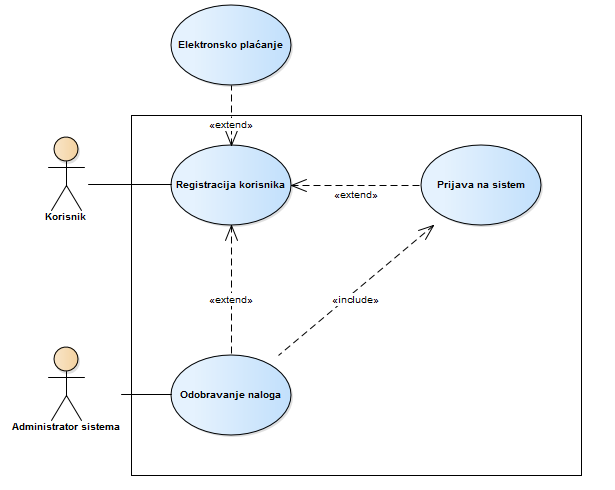 Elektronsko plaćanje
«extend»
Registracija korisnika
Prijava na sistem
«extend»
Korisnik
«extend»
«include»
Odobravanje naloga
Administrator sistema